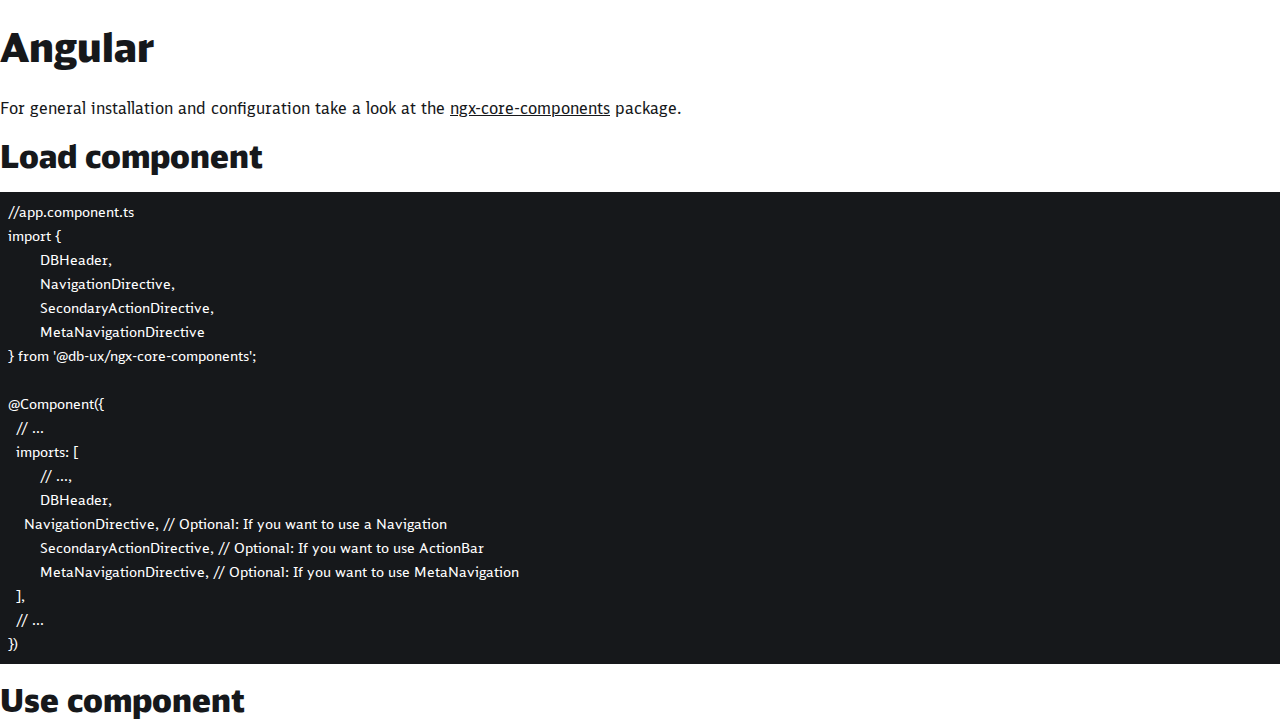 Angular
For general installation and configuration take a look at the ngx-core-components package.
Load component
//app.component.ts
import {
DBHeader,
NavigationDirective,
SecondaryActionDirective,
MetaNavigationDirective
} from '@db-ux/ngx-core-components';
@Component({
// ...
imports: [
// ...,
DBHeader,
NavigationDirective, // Optional: If you want to use a Navigation
SecondaryActionDirective, // Optional: If you want to use ActionBar
MetaNavigationDirective, // Optional: If you want to use MetaNavigation
],
// ...
})
Use component